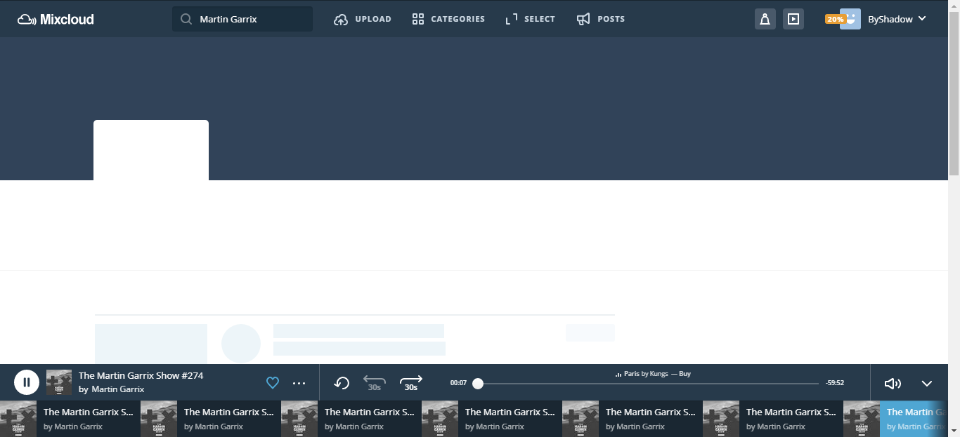 Mixcloud
Martin Garrix
UPLOAD
CATEGORIES
SELECT
POSTS
20%
ByShadow
The Martin Garrix Show #274
by Martin Garrix
30s
30s
00:07
Paris by Kungs — Buy
-59:52
The Martin Garrix S...
by Martin Garrix
The Martin Garrix S...
by Martin Garrix
The Martin Garrix S...
by Martin Garrix
The Martin Garrix S...
by Martin Garrix
The Martin Garrix S...
by Martin Garrix
The Martin Garrix S...
by Martin Garrix
The Martin G
by Martin Garr